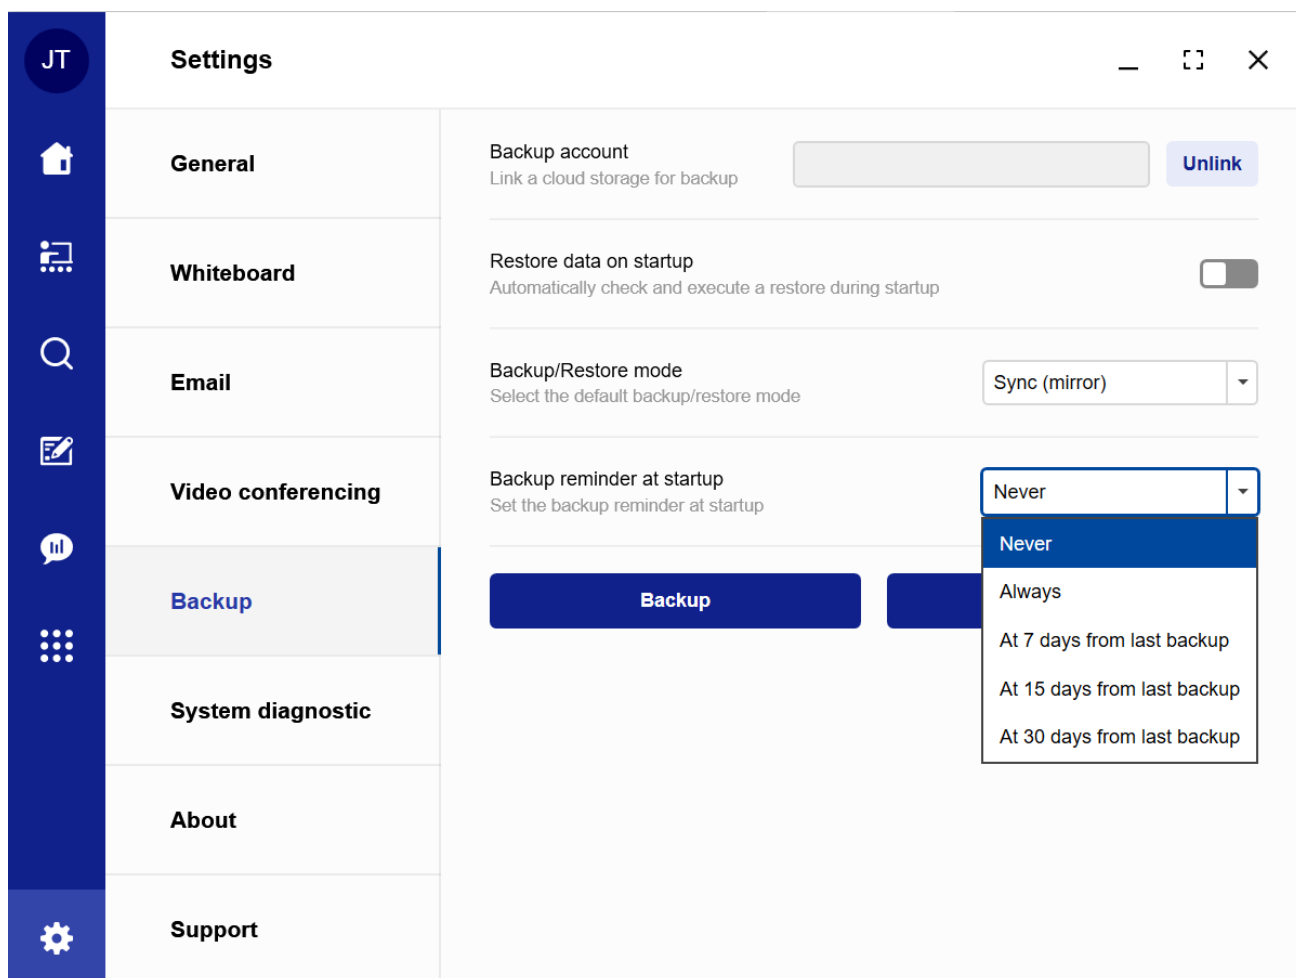 JT
Settings
General
Whiteboard
Email
Video conferencing
Backup
System diagnostic
About
Support
Backup account
Link a cloud storage for backup
Unlink
Restore data on startup
Automatically check and execute a restore during startup
Backup/Restore mode
Select the default backup/restore mode
Sync (mirror)
Backup reminder at startup
Set the backup reminder at startup
Never
Never
Always
At 7 days from last backup
At 15 days from last backup
At 30 days from last backup
Backup